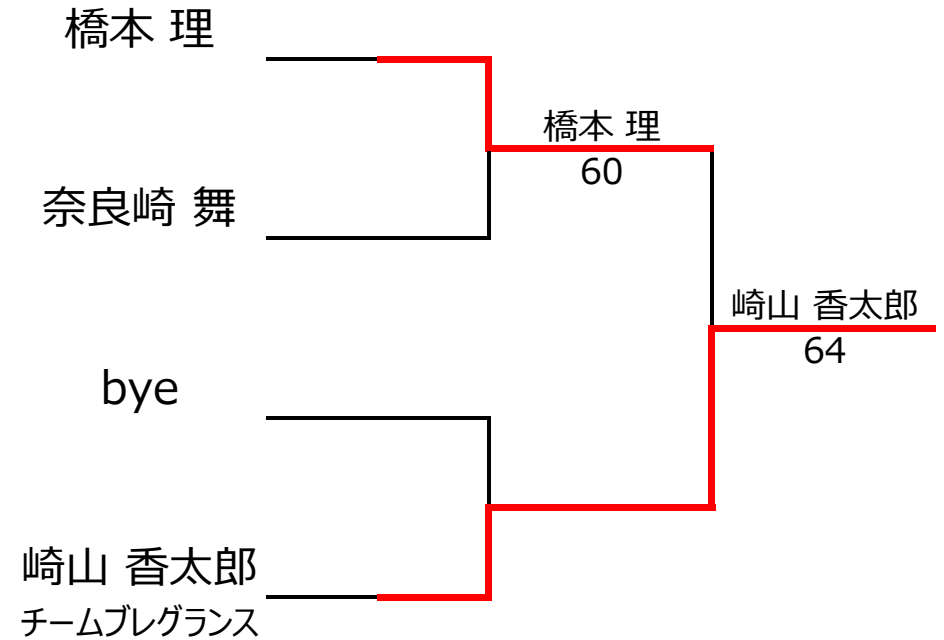 橋本 理
橋本 理
60
奈良崎 舞
崎山 香太郎
64
bye
崎山 香太郎
チームブレグランス